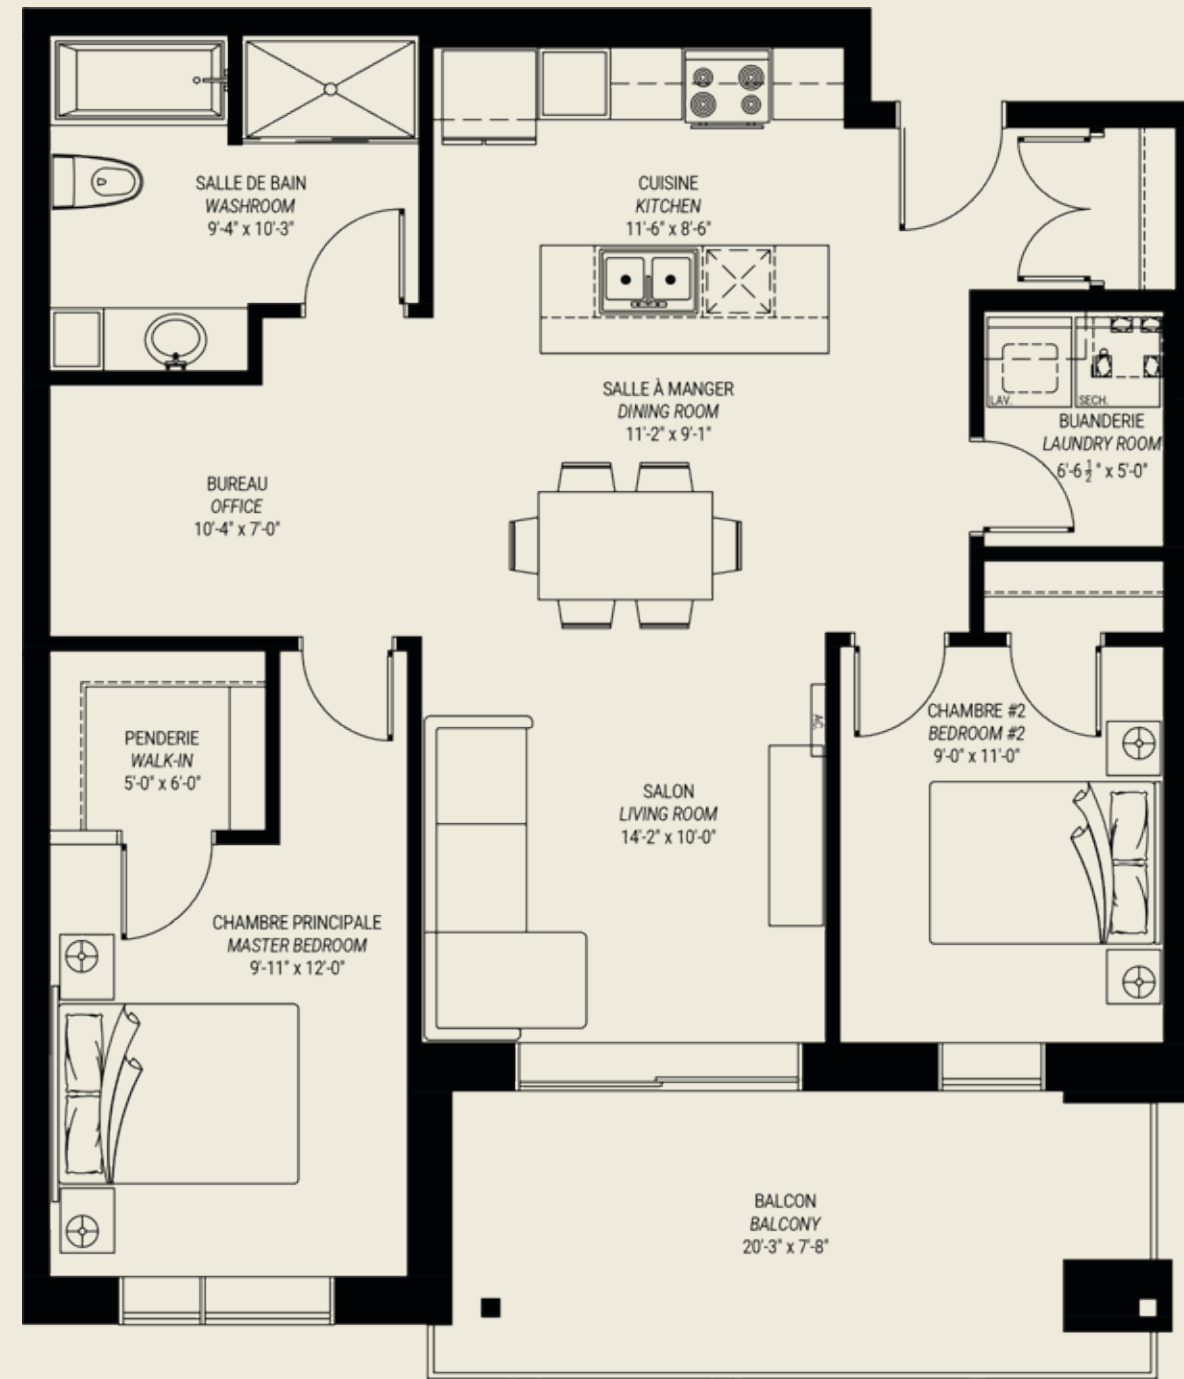 SALLE DE BAIN
WASHROOM
9'-4" x 10'-3"
CUISINE
KITCHEN
11'-6" x 8'-6"
SALLE À MANGER
DINING ROOM
11'-2" x 9'-1"
LAV.
SECH.
BUANDERIE
LAUNDRY ROOM
6'-6 1/2" x 5'-0"
BUREAU
OFFICE
10'-4" x 7'-0"
PENDERIE
WALK-IN
5'-0" x 6'-0"
AC.
CHAMBRE #2
BEDROOM #2
9'-0" x 11'-0"
SALON
LIVING ROOM
14'-2" x 10'-0"
CHAMBRE PRINCIPALE
MASTER BEDROOM
9'-11" x 12'-0"
BALCON
BALCONY
20'-3" x 7'-8"